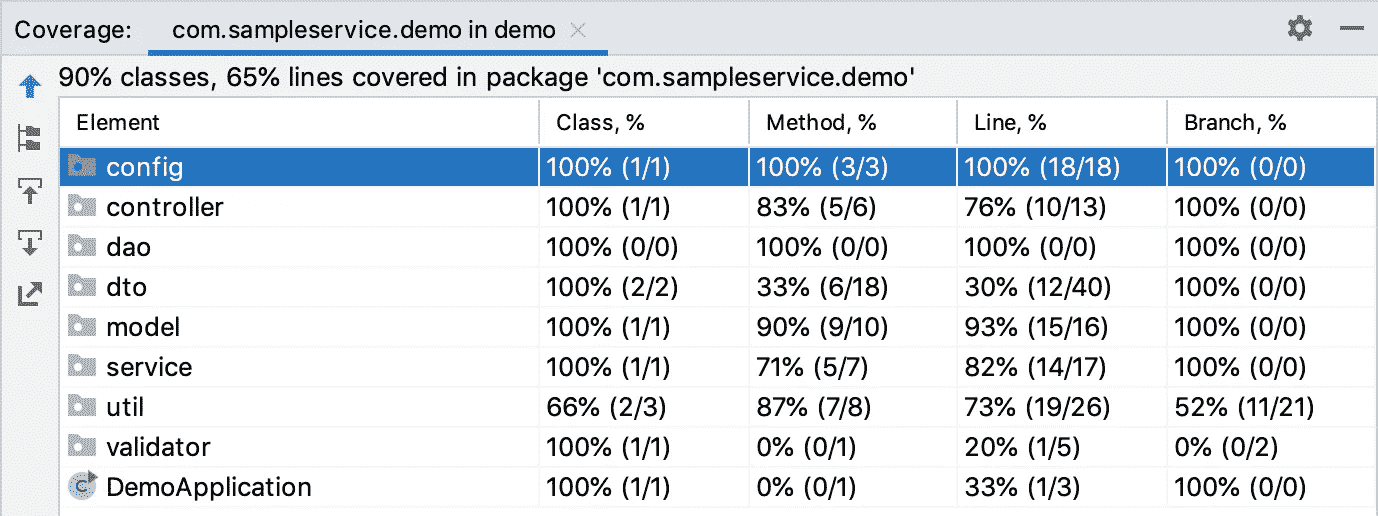 Coverage: com.sampleservice.demo in demo
90% classes, 65% lines covered in package 'com.sampleservice.demo'
Element Class, % Method, % Line, % Branch, %
config 100% (1/1) 100% (3/3) 100% (18/18) 100% (0/0)
controller 100% (1/1) 83% (5/6) 76% (10/13) 100% (0/0)
dao 100% (0/0) 100% (0/0) 100% (0/0) 100% (0/0)
dto 100% (2/2) 33% (6/18) 30% (12/40) 100% (0/0)
model 100% (1/1) 90% (9/10) 93% (15/16) 100% (0/0)
service 100% (1/1) 71% (5/7) 82% (14/17) 100% (0/0)
util 66% (2/3) 87% (7/8) 73% (19/26) 52% (11/21)
validator 100% (1/1) 0% (0/1) 20% (1/5) 0% (0/2)
C DemoApplication 100% (1/1) 0% (0/1) 33% (1/3) 100% (0/0)